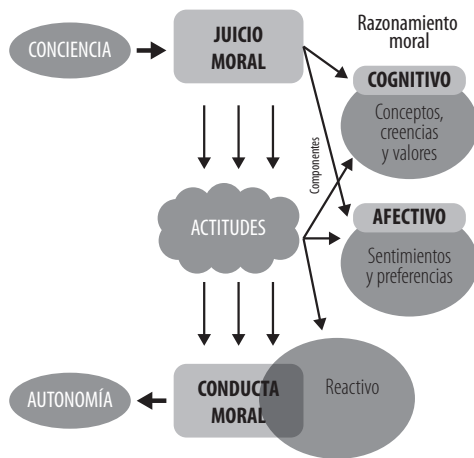 Razonamiento
moral
CONCIENCIA
JUICIO
MORAL
COGNITIVO
Conceptos,
creencias
y valores
Componentes
ACTITUDES
AFECTIVO
Sentimientos
y preferencias
AUTONOMÍA
CONDUCTA
MORAL
Reactivo